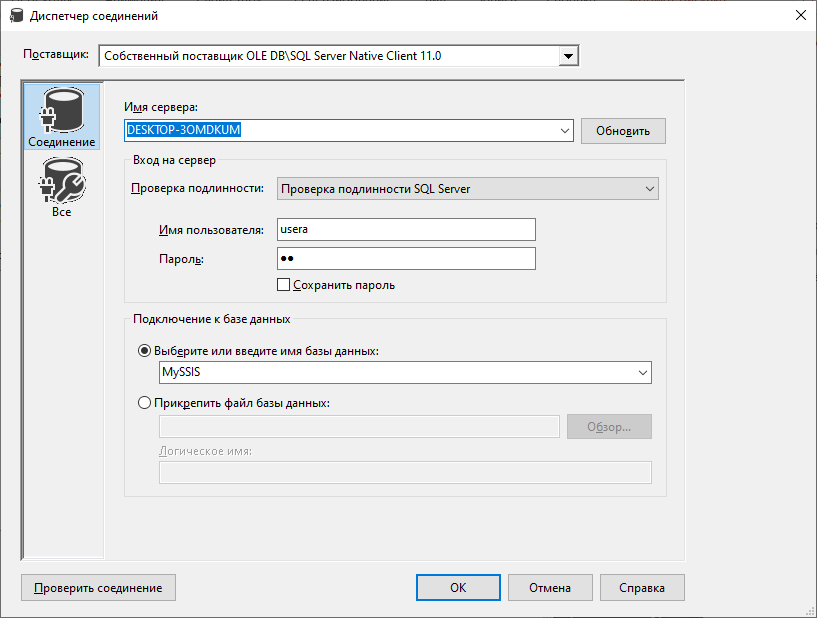 Диспетчер соединений
Поставщик: Собственный поставщик OLE DB\SQL Server Native Client 11.0
Соединение
Все
Имя сервера:
DESKTOP-3OMDKUM Обновить
Вход на сервер
Проверка подлинности: Проверка подлинности SQL Server
Имя пользователя: usera
Пароль: ●●
Сохранить пароль
Подключение к базе данных
Выберите или введите имя базы данных:
MySSIS
Прикрепить файл базы данных:
Обзор...
Логическое имя:
Проверить соединение OK Отмена Справка